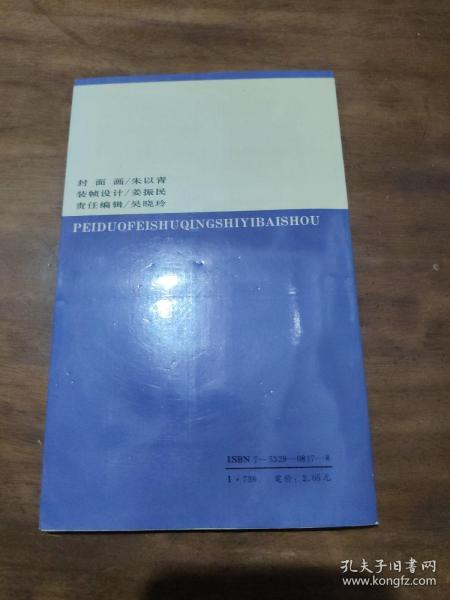 封面画/朱以青
装帧设计/姜振民
责任编辑/吴晓玲
PEIDUOFEISHUQINGSHIYIBAISHOU
ISBN 7—5329—0817—8
I·738 定价:2.05元
孔夫子旧书网
www.kongfz.com